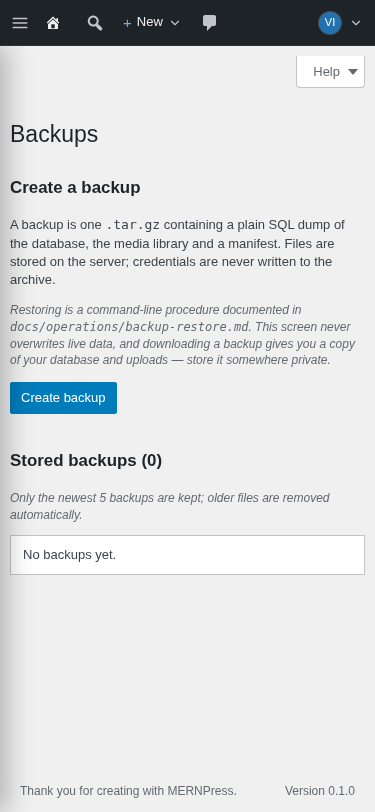 + New
VI
Help
Backups
Create a backup
A backup is one .tar.gz containing a plain SQL dump of
the database, the media library and a manifest. Files are
stored on the server; credentials are never written to the
archive.
Restoring is a command-line procedure documented in
docs/operations/backup-restore.md. This screen never
overwrites live data, and downloading a backup gives you a copy
of your database and uploads — store it somewhere private.
Create backup
Stored backups (0)
Only the newest 5 backups are kept; older files are removed
automatically.
No backups yet.
Thank you for creating with MERNPress. Version 0.1.0